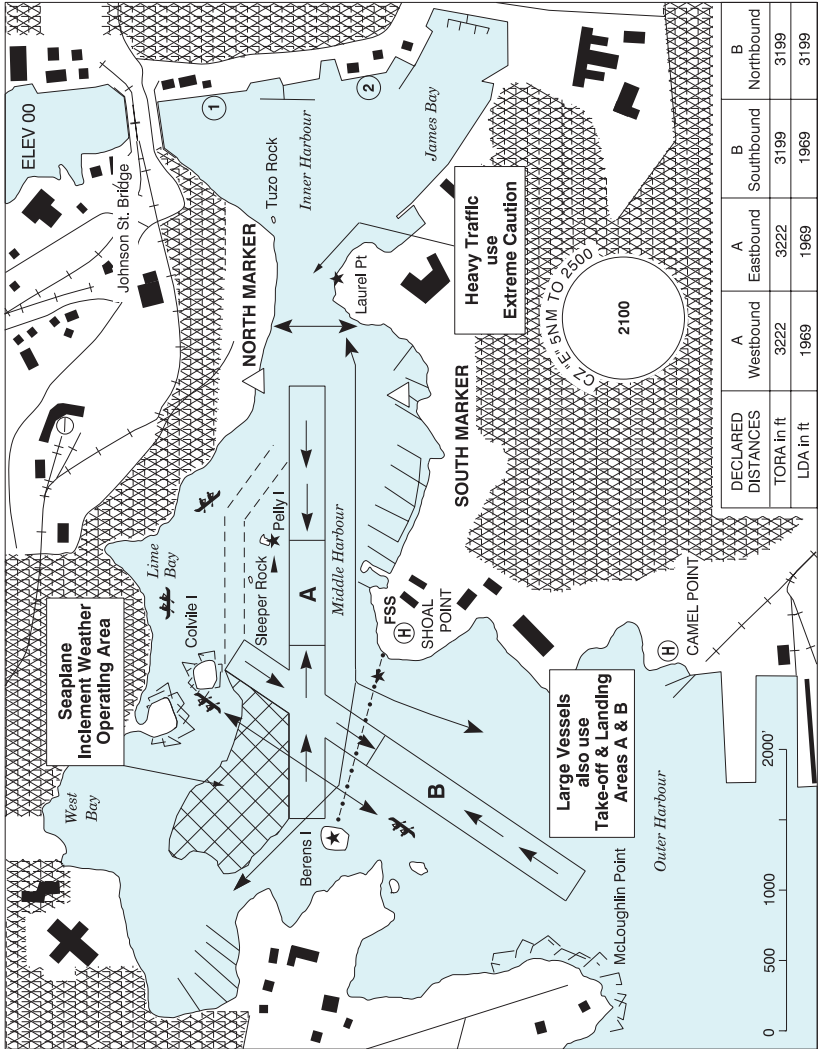 ELEV 00
Johnson St. Bridge
1
2
Tuzo Rock
Inner Harbour
James Bay
NORTH MARKER
Heavy Traffic
use
Extreme Caution
Laurel Pt
CZ "E" 5NM TO 2500
2100
SOUTH MARKER
Lime
Bay
Pelly I
Sleeper Rock
A
Middle Harbour
Colvile I
Seaplane
Inclement Weather
Operating Area
FSS
H
SHOAL
POINT
H
CAMEL POINT
West
Bay
Berens I
B
Large Vessels
also use
Take-off & Landing
Areas A & B
Outer Harbour
McLoughlin Point
0 500 1000 2000'
DECLARED DISTANCES A Westbound A Eastbound B Southbound B Northbound
TORA in ft 3222 3222 3199 3199
LDA in ft 1969 1969 1969 3199